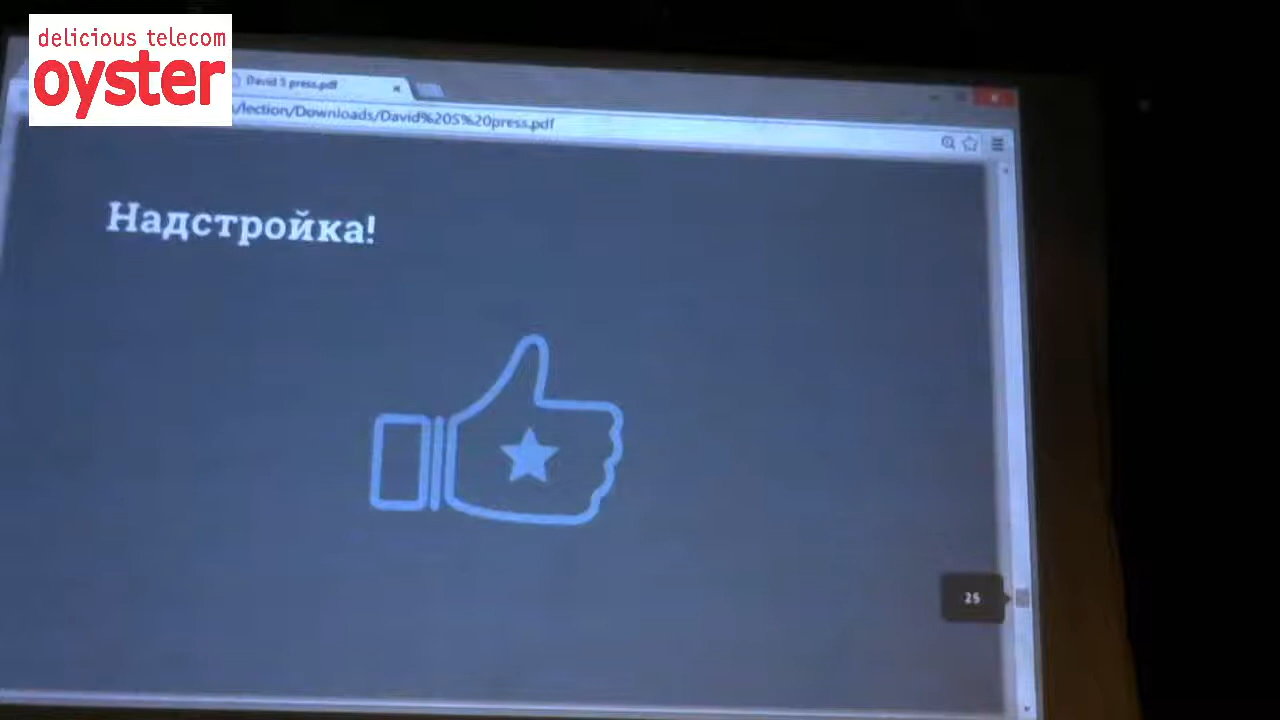 delicious telecom
oyster
David S press.pdf
/lection/Downloads/David%20S%20press.pdf
Надстройка!
25